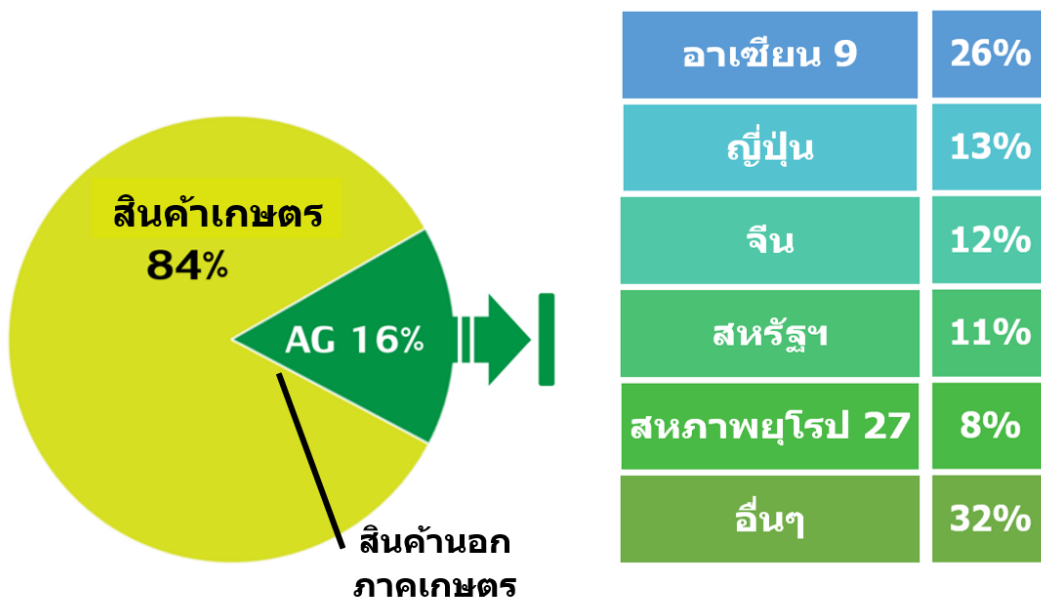 สินค้าเกษตร
84%
AG 16%
สินค้านอก
ภาคเกษตร
อาเซียน 9 26%
ญี่ปุ่น 13%
จีน 12%
สหรัฐฯ 11%
สหภาพยุโรป 27 8%
อื่นๆ 32%